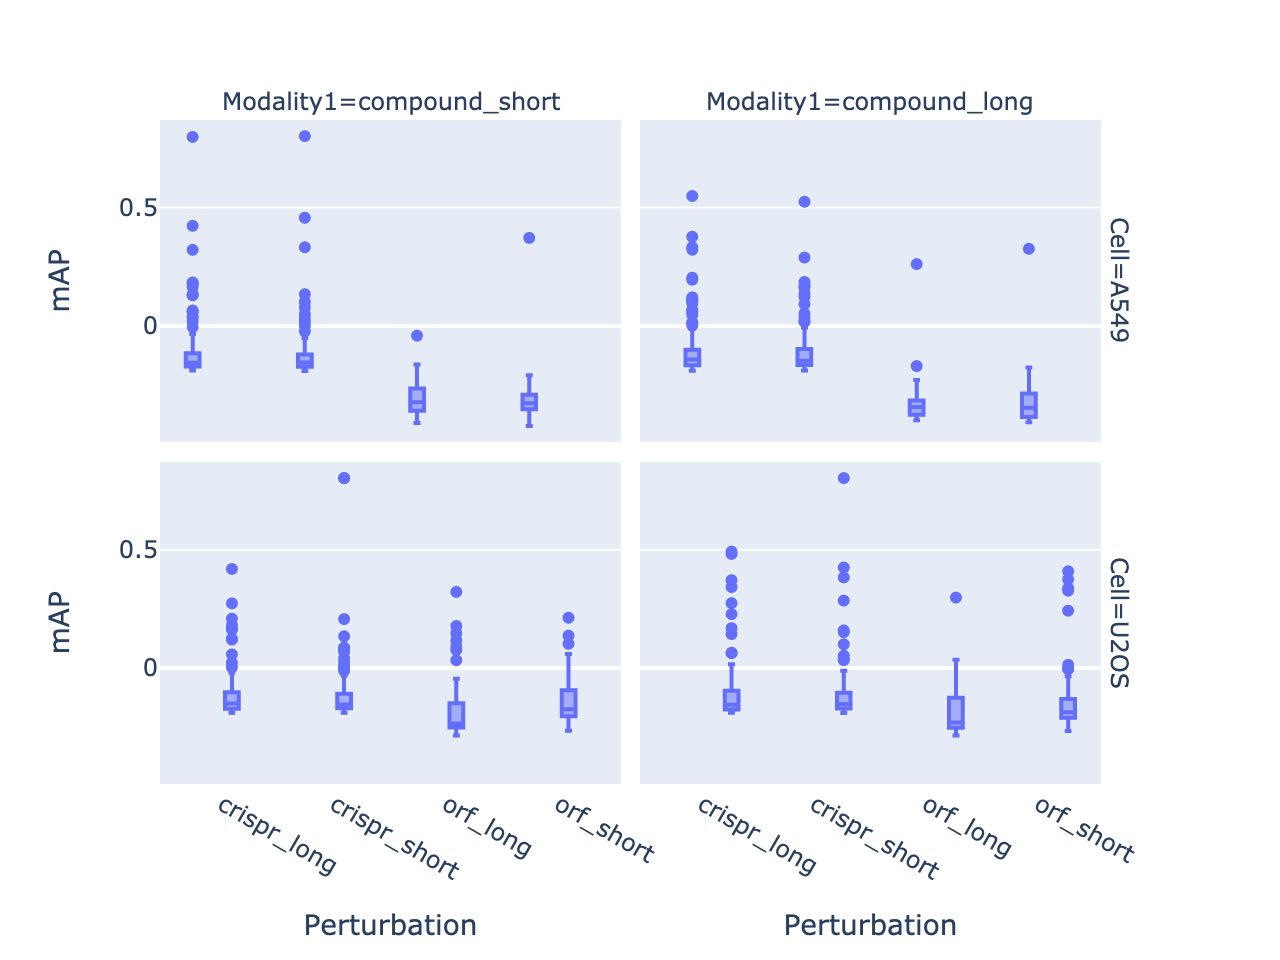 Modality1=compound_short
Modality1=compound_long
0.5
0
mAP
Cell=A549
0.5
0
mAP
Cell=U2OS
crispr_long
crispr_short
orf_long
orf_short
crispr_long
crispr_short
orf_long
orf_short
Perturbation
Perturbation